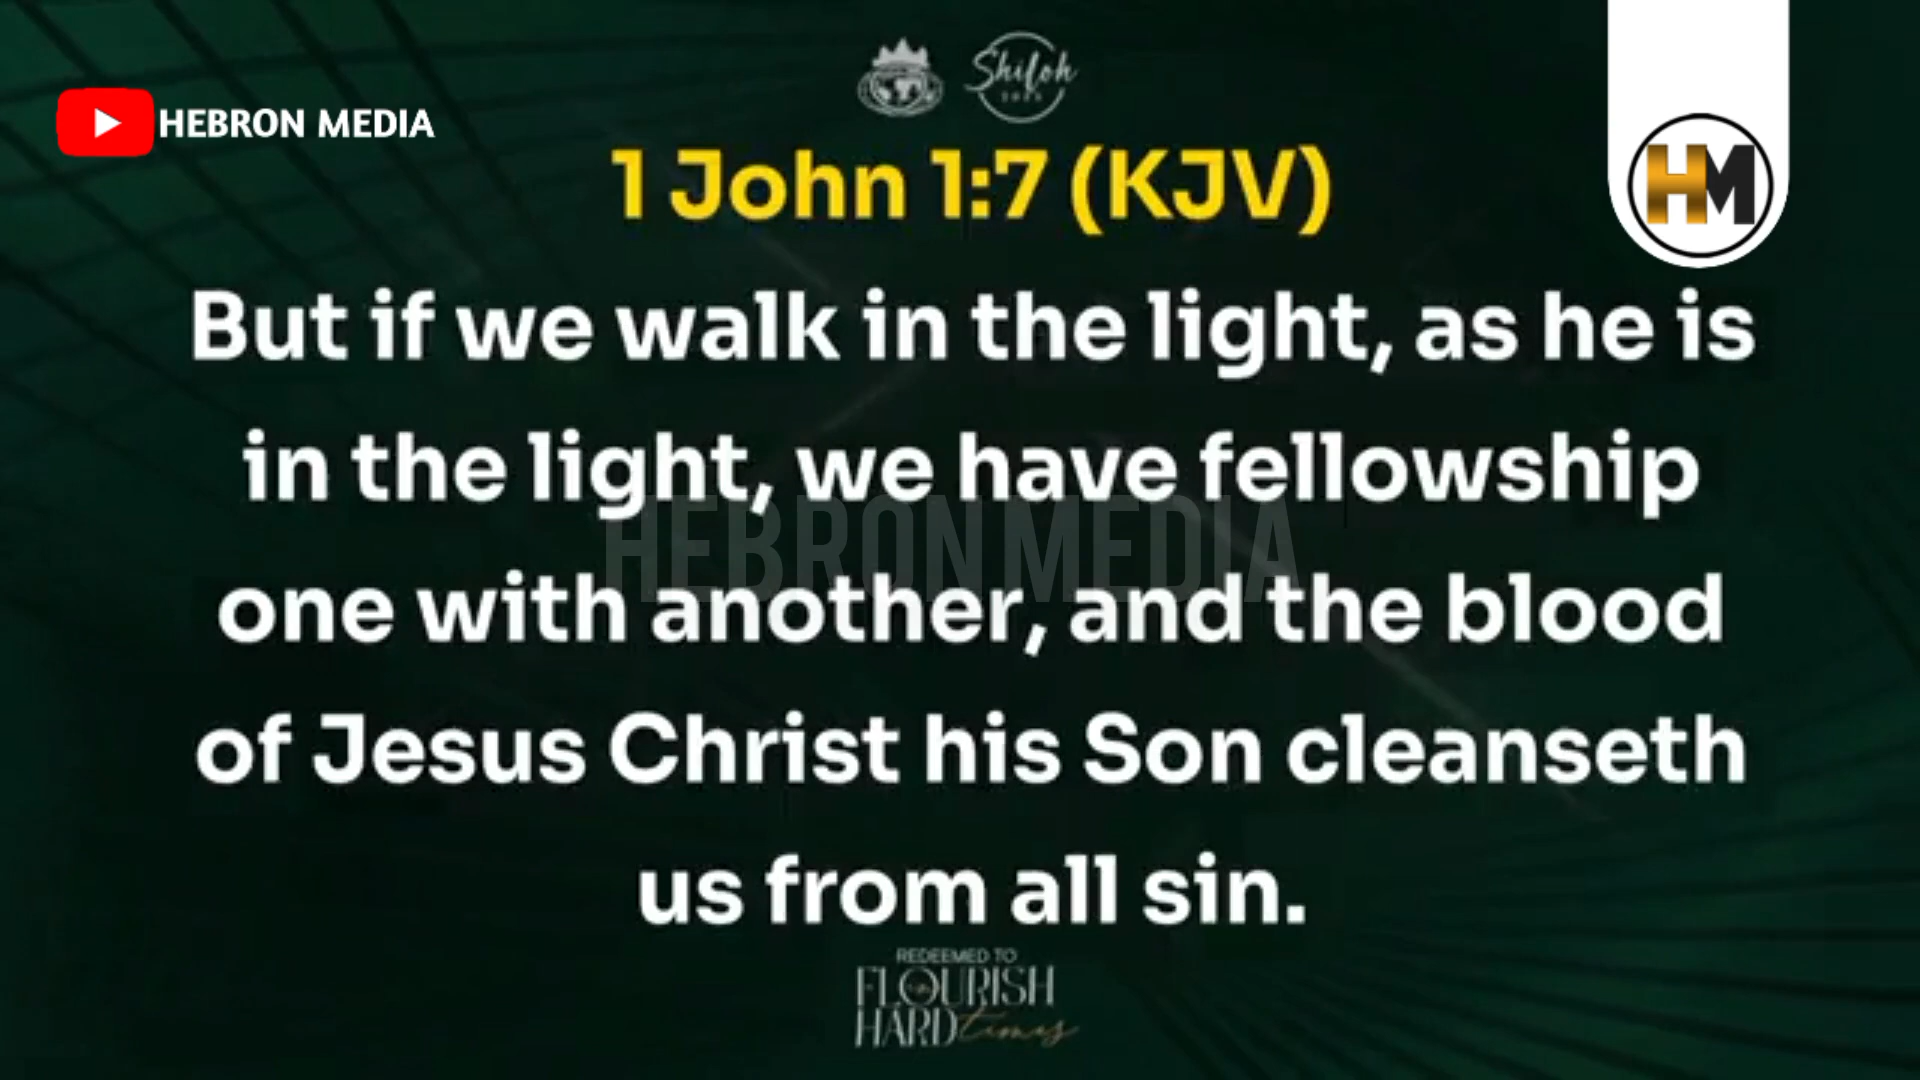 Shiloh
HEBRON MEDIA
HM
1 John 1:7 (KJV)
But if we walk in the light, as he is
in the light, we have fellowship
HEBRON MEDIA
one with another, and the blood
of Jesus Christ his Son cleanseth
us from all sin.
REDEEMED TO
FLOURISH
HARD times